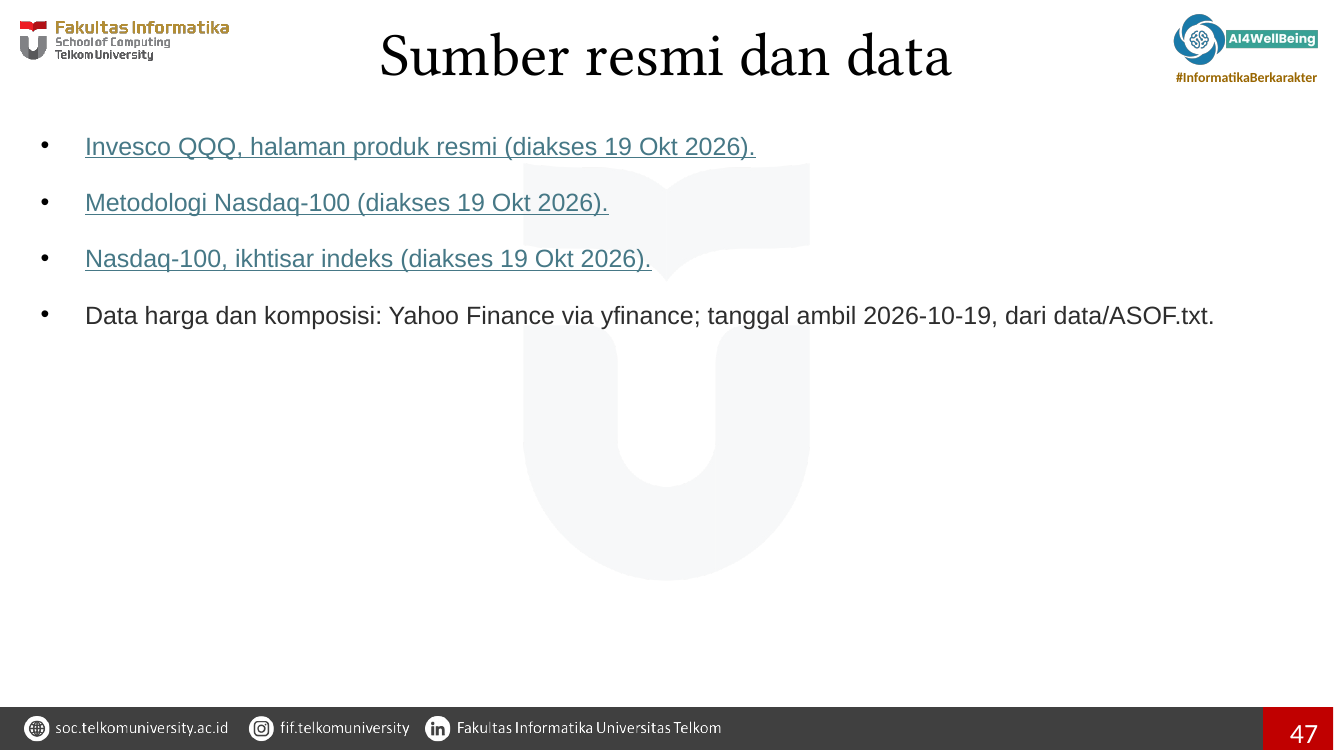 Fakultas Informatika
School of Computing
Telkom University
Sumber resmi dan data
AI4WellBeing
#InformatikaBerkarakter
• Invesco QQQ, halaman produk resmi (diakses 19 Okt 2026).
• Metodologi Nasdaq-100 (diakses 19 Okt 2026).
• Nasdaq-100, ikhtisar indeks (diakses 19 Okt 2026).
• Data harga dan komposisi: Yahoo Finance via yfinance; tanggal ambil 2026-10-19, dari data/ASOF.txt.
soc.telkomuniversity.ac.id fif.telkomuniversity Fakultas Informatika Universitas Telkom
47